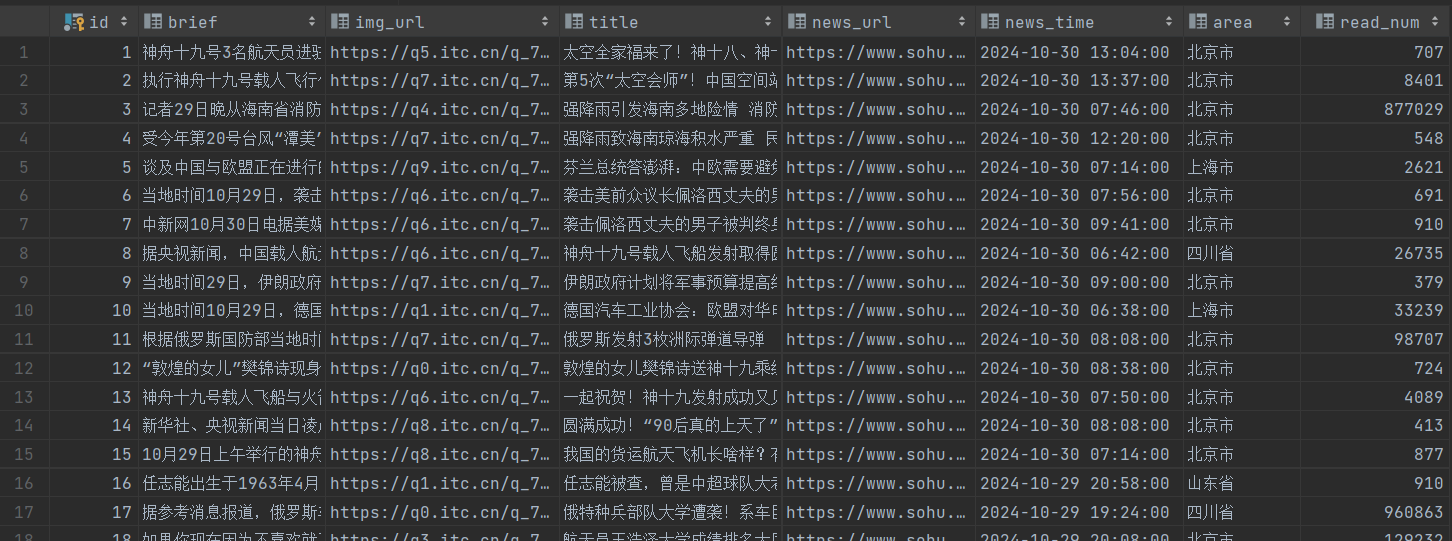 id brief img_url title news_url news_time area read_num
1 1 神舟十九号3名航天员进驻 https://q5.itc.cn/q_7… 太空全家福来了！神十八、神十 https://www.sohu.… 2024-10-30 13:04:00 北京市 707
2 2 执行神舟十九号载人飞行 https://q7.itc.cn/q_7… 第5次“太空会师”！中国空间站 https://www.sohu.… 2024-10-30 13:37:00 北京市 8401
3 3 记者29日晚从海南省消防 https://q4.itc.cn/q_7… 强降雨引发海南多地险情 消防 https://www.sohu.… 2024-10-30 07:46:00 北京市 877029
4 4 受今年第20号台风“潭美” https://q7.itc.cn/q_7… 强降雨致海南琼海积水严重 民 https://www.sohu.… 2024-10-30 12:20:00 北京市 548
5 5 谈及中国与欧盟正在进行的 https://q9.itc.cn/q_7… 芬兰总统答澎湃：中欧需要避免 https://www.sohu.… 2024-10-30 07:14:00 上海市 2621
6 6 当地时间10月29日，袭击 https://q6.itc.cn/q_7… 袭击美前众议长佩洛西丈夫的男 https://www.sohu.… 2024-10-30 07:56:00 北京市 691
7 7 中新网10月30日电据美媒 https://q6.itc.cn/q_7… 袭击佩洛西丈夫的男子被判终身 https://www.sohu.… 2024-10-30 09:41:00 北京市 910
8 8 据央视新闻，中国载人航天 https://q6.itc.cn/q_7… 神舟十九号载人飞船发射取得圆 https://www.sohu.… 2024-10-30 06:42:00 四川省 26735
9 9 当地时间29日，伊朗政府 https://q7.itc.cn/q_7… 伊朗政府计划将军事预算提高 https://www.sohu.… 2024-10-30 09:00:00 北京市 379
10 10 当地时间10月29日，德国 https://q1.itc.cn/q_7… 德国汽车工业协会：欧盟对华电 https://www.sohu.… 2024-10-30 06:38:00 上海市 33239
11 11 根据俄罗斯国防部当地时间 https://q7.itc.cn/q_7… 俄罗斯发射3枚洲际弹道导弹 https://www.sohu.… 2024-10-30 08:08:00 北京市 98707
12 12 “敦煌的女儿”樊锦诗现身 https://q0.itc.cn/q_7… 敦煌的女儿樊锦诗送神十九乘组 https://www.sohu.… 2024-10-30 08:38:00 北京市 724
13 13 神舟十九号载人飞船与火箭 https://q6.itc.cn/q_7… 一起祝贺！神十九发射成功又见 https://www.sohu.… 2024-10-30 07:50:00 北京市 4089
14 14 新华社、央视新闻当日凌 https://q8.itc.cn/q_7… 圆满成功！“90后真的上天了” https://www.sohu.… 2024-10-30 08:08:00 北京市 413
15 15 10月29日上午举行的神舟 https://q8.itc.cn/q_7… 我国的货运航天飞机长啥样？有 https://www.sohu.… 2024-10-30 07:14:00 北京市 877
16 16 任志能出生于1963年4月 https://q1.itc.cn/q_7… 任志能被查，曾是中超球队大老 https://www.sohu.… 2024-10-29 20:58:00 山东省 910
17 17 据参考消息报道，俄罗斯 https://q0.itc.cn/q_7… 俄特种兵部队大学遭袭！系车臣 https://www.sohu.… 2024-10-29 19:24:00 四川省 960863
18 18 https://q3.itc.cn/q_7… 航天员王浩泽大学成绩排名大 https://www.sohu.… 2024-10-29 20:08:00 北京市 129232